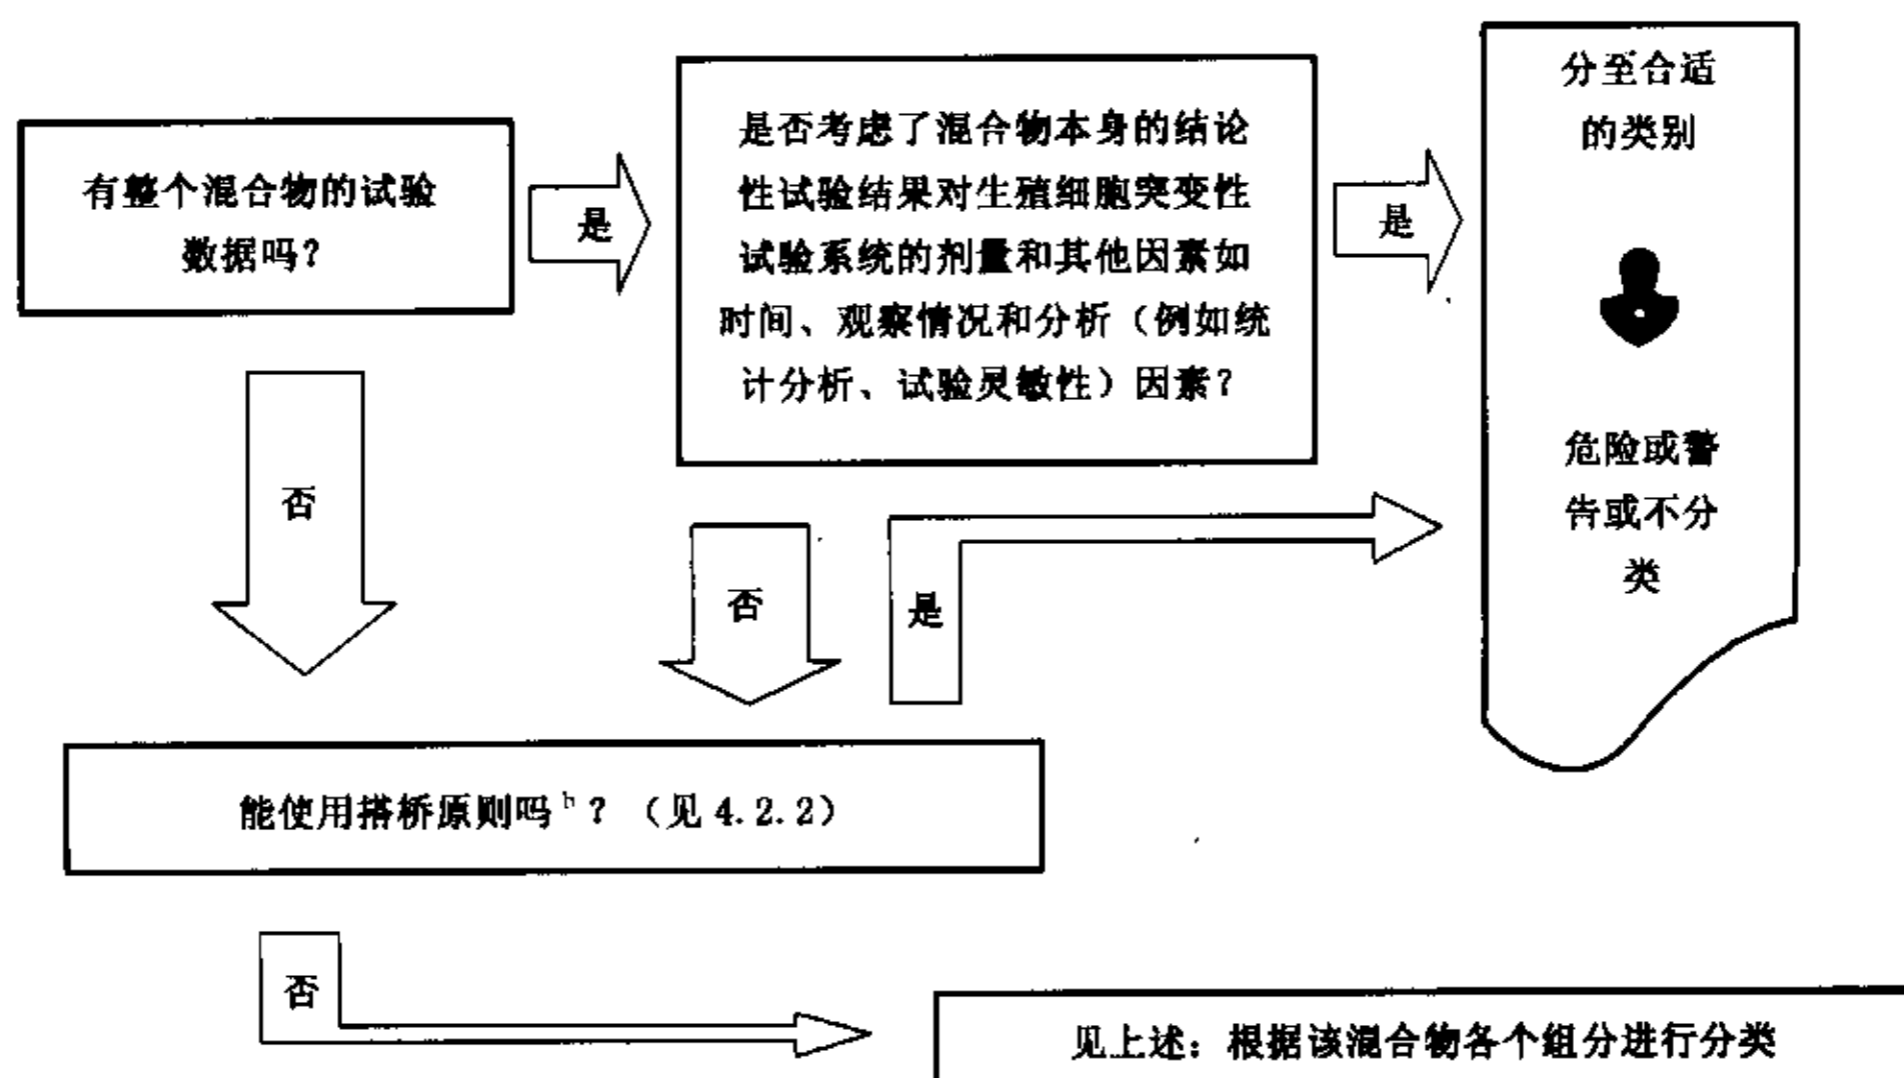 有整个混合物的试验
数据吗？
是
是否考虑了混合物本身的结论
性试验结果对生殖细胞突变性
试验系统的剂量和其他因素如
时间、观察情况和分析（例如统
计分析、试验灵敏性）因素？
是
分至合适
的类别
危险或警
告或不分
类
否
否
是
能使用搭桥原则吗ᵇ？（见 4.2.2）
否
见上述：根据该混合物各个组分进行分类